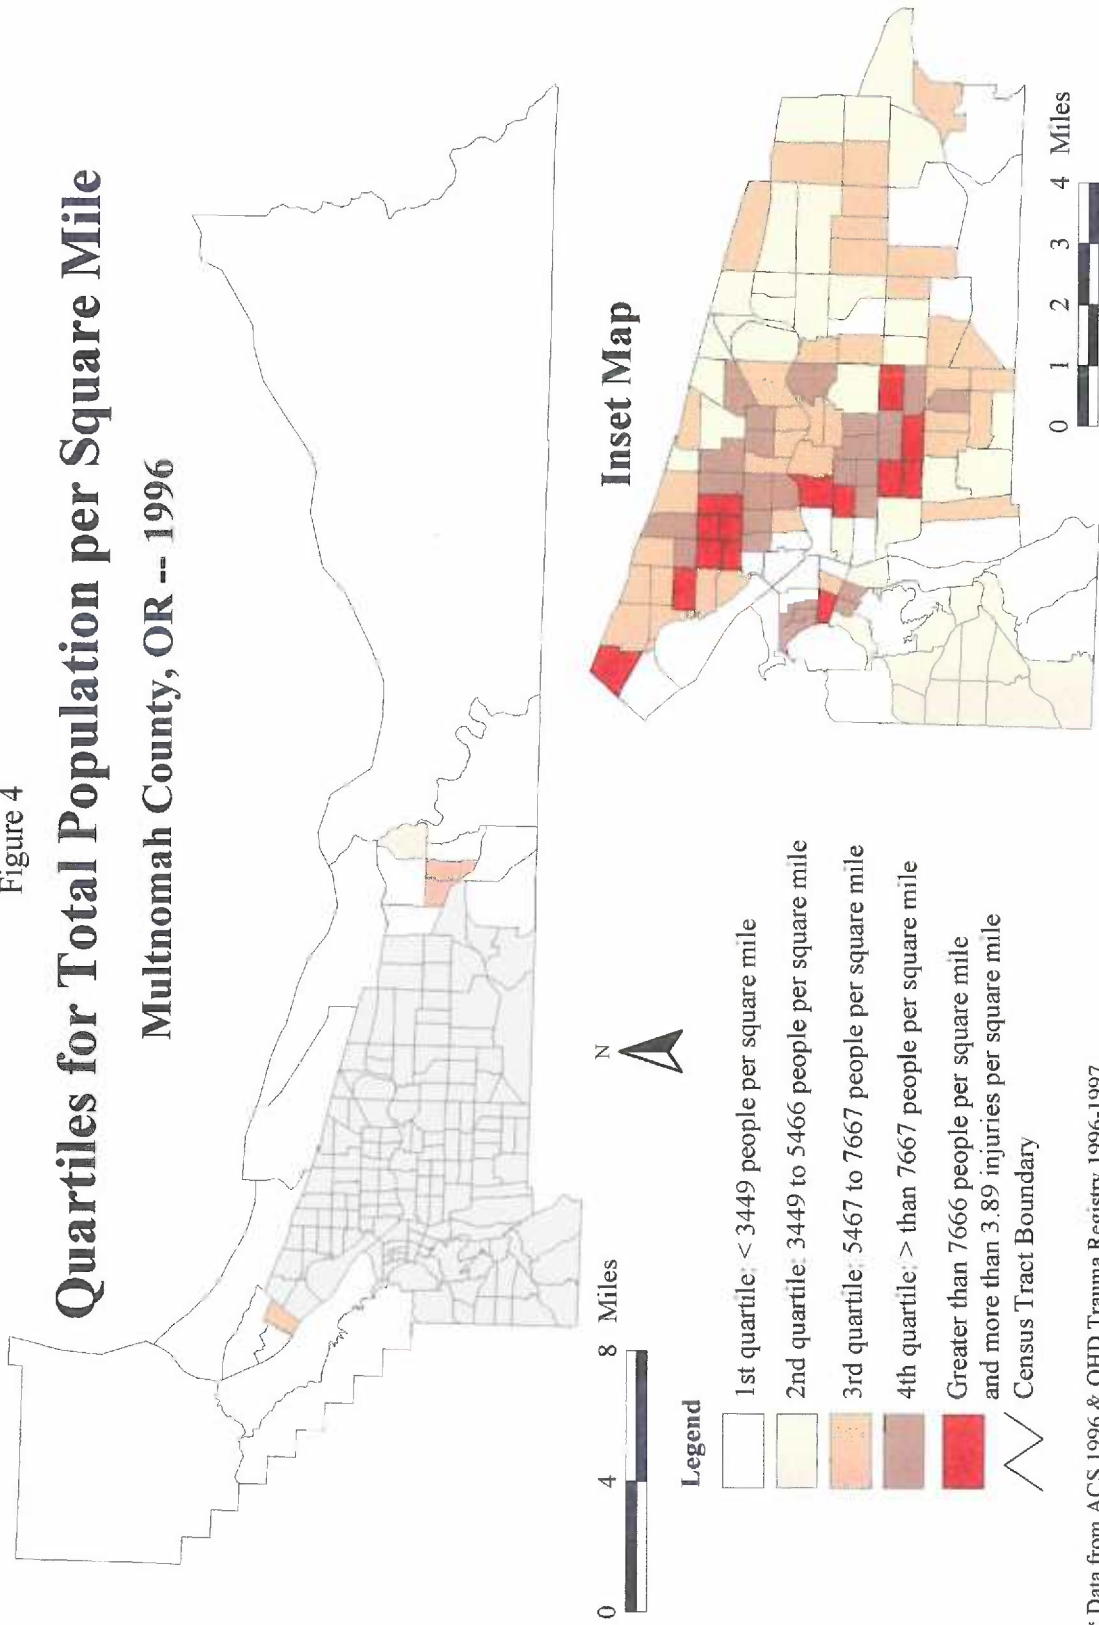 Figure 4
Quartiles for Total Population per Square Mile
Multnomah County, OR -- 1996
N
0 4 8 Miles
Inset Map
0 1 2 3 4 Miles
Legend
1st quartile: < 3449 people per square mile
2nd quartile: 3449 to 5466 people per square mile
3rd quartile: 5467 to 7667 people per square mile
4th quartile: > than 7667 people per square mile
Greater than 7666 people per square mile
and more than 3.89 injuries per square mile
Census Tract Boundary
* Data from ACS 1996 & OHD Trauma Registry 1996-1997